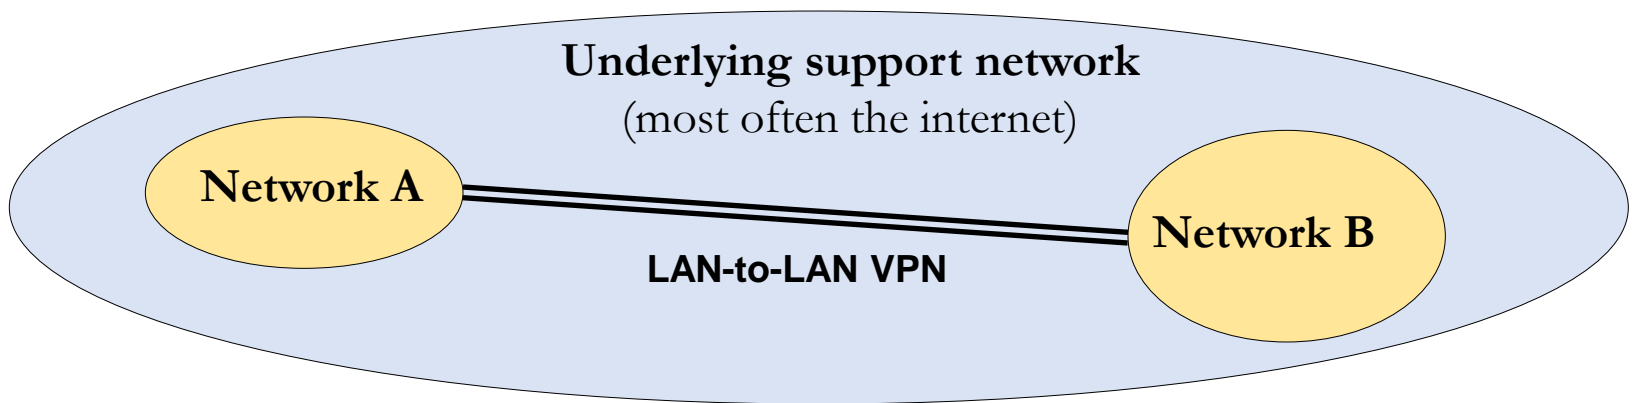 Underlying support network
(most often the internet)
Network A
Network B
LAN-to-LAN VPN